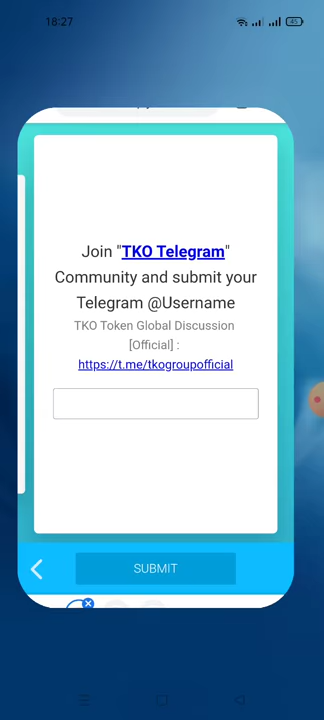 18:27
45
Join "TKO Telegram"
Community and submit your
Telegram @Username
TKO Token Global Discussion
[Official] :
https://t.me/tkogroupofficial
SUBMIT